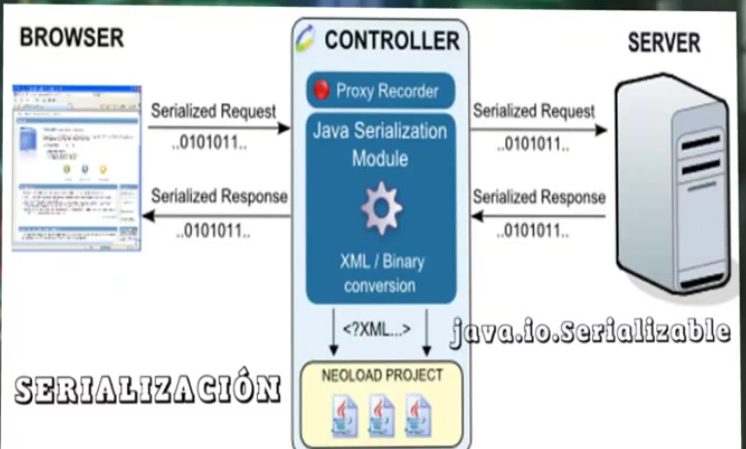 BROWSER
CONTROLLER
SERVER
Proxy Recorder
Serialized Request
..0101011..
Serialized Response
..0101011..
Java Serialization
Module
XML / Binary
conversion
Serialized Request
..0101011..
Serialized Response
..0101011..
<?XML...>
java.io.Serializable
SERIALIZACIÓN
NEOLOAD PROJECT